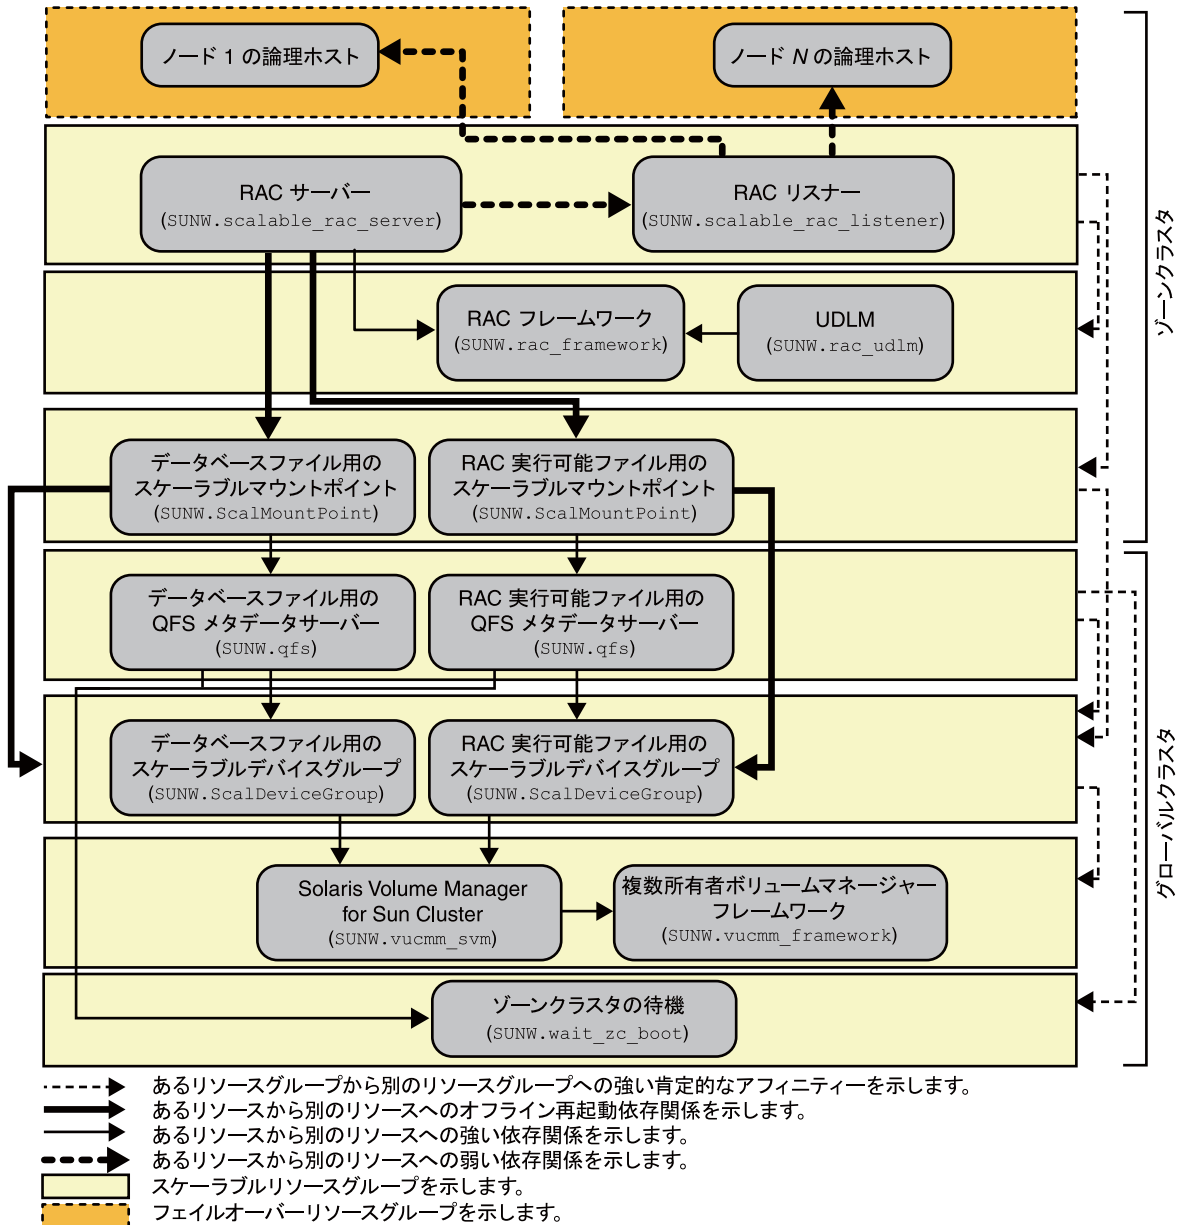 ノード 1 の論理ホスト
ノード N の論理ホスト
RAC サーバー
(SUNW.scalable_rac_server)
RAC リスナー
(SUNW.scalable_rac_listener)
RAC フレームワーク
(SUNW.rac_framework)
UDLM
(SUNW.rac_udlm)
ゾーンクラスタ
データベースファイル用の
スケーラブルマウントポイント
(SUNW.ScalMountPoint)
RAC 実行可能ファイル用の
スケーラブルマウントポイント
(SUNW.ScalMountPoint)
データベースファイル用の
QFS メタデータサーバー
(SUNW.qfs)
RAC 実行可能ファイル用の
QFS メタデータサーバー
(SUNW.qfs)
データベースファイル用の
スケーラブルデバイスグループ
(SUNW.ScalDeviceGroup)
RAC 実行可能ファイル用の
スケーラブルデバイスグループ
(SUNW.ScalDeviceGroup)
グローバルクラスタ
Solaris Volume Manager
for Sun Cluster
(SUNW.vucmm_svm)
複数所有者ボリュームマネージャー
フレームワーク
(SUNW.vucmm_framework)
ゾーンクラスタの待機
(SUNW.wait_zc_boot)
あるリソースグループから別のリソースグループへの強い肯定的なアフィニティーを示します。
あるリソースから別のリソースへのオフライン再起動依存関係を示します。
あるリソースから別のリソースへの強い依存関係を示します。
あるリソースから別のリソースへの弱い依存関係を示します。
スケーラブルリソースグループを示します。
フェイルオーバーリソースグループを示します。